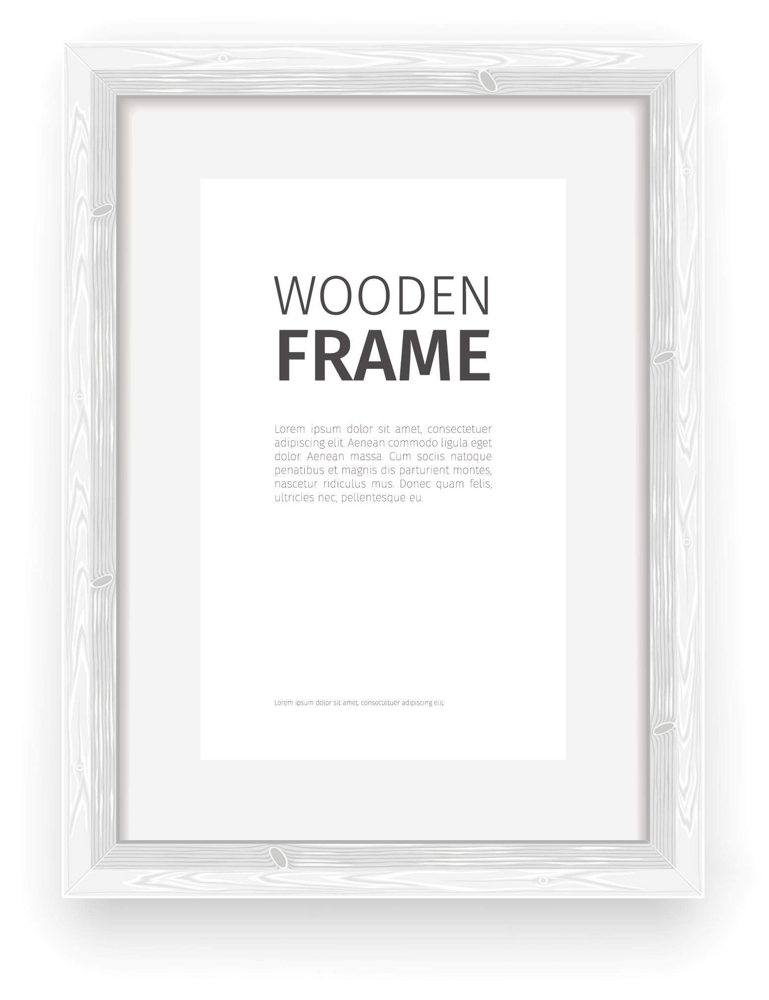 WOODEN
FRAME
Lorem ipsum dolor sit amet, consectetuer
adipiscing elit. Aenean commodo ligula eget
dolor. Aenean massa. Cum sociis natoque
penatibus et magnis dis parturient montes,
nascetur ridiculus mus. Donec quam felis,
ultricies nec, pellentesque eu.
Lorem ipsum dolor sit amet, consectetuer adipiscing elit.